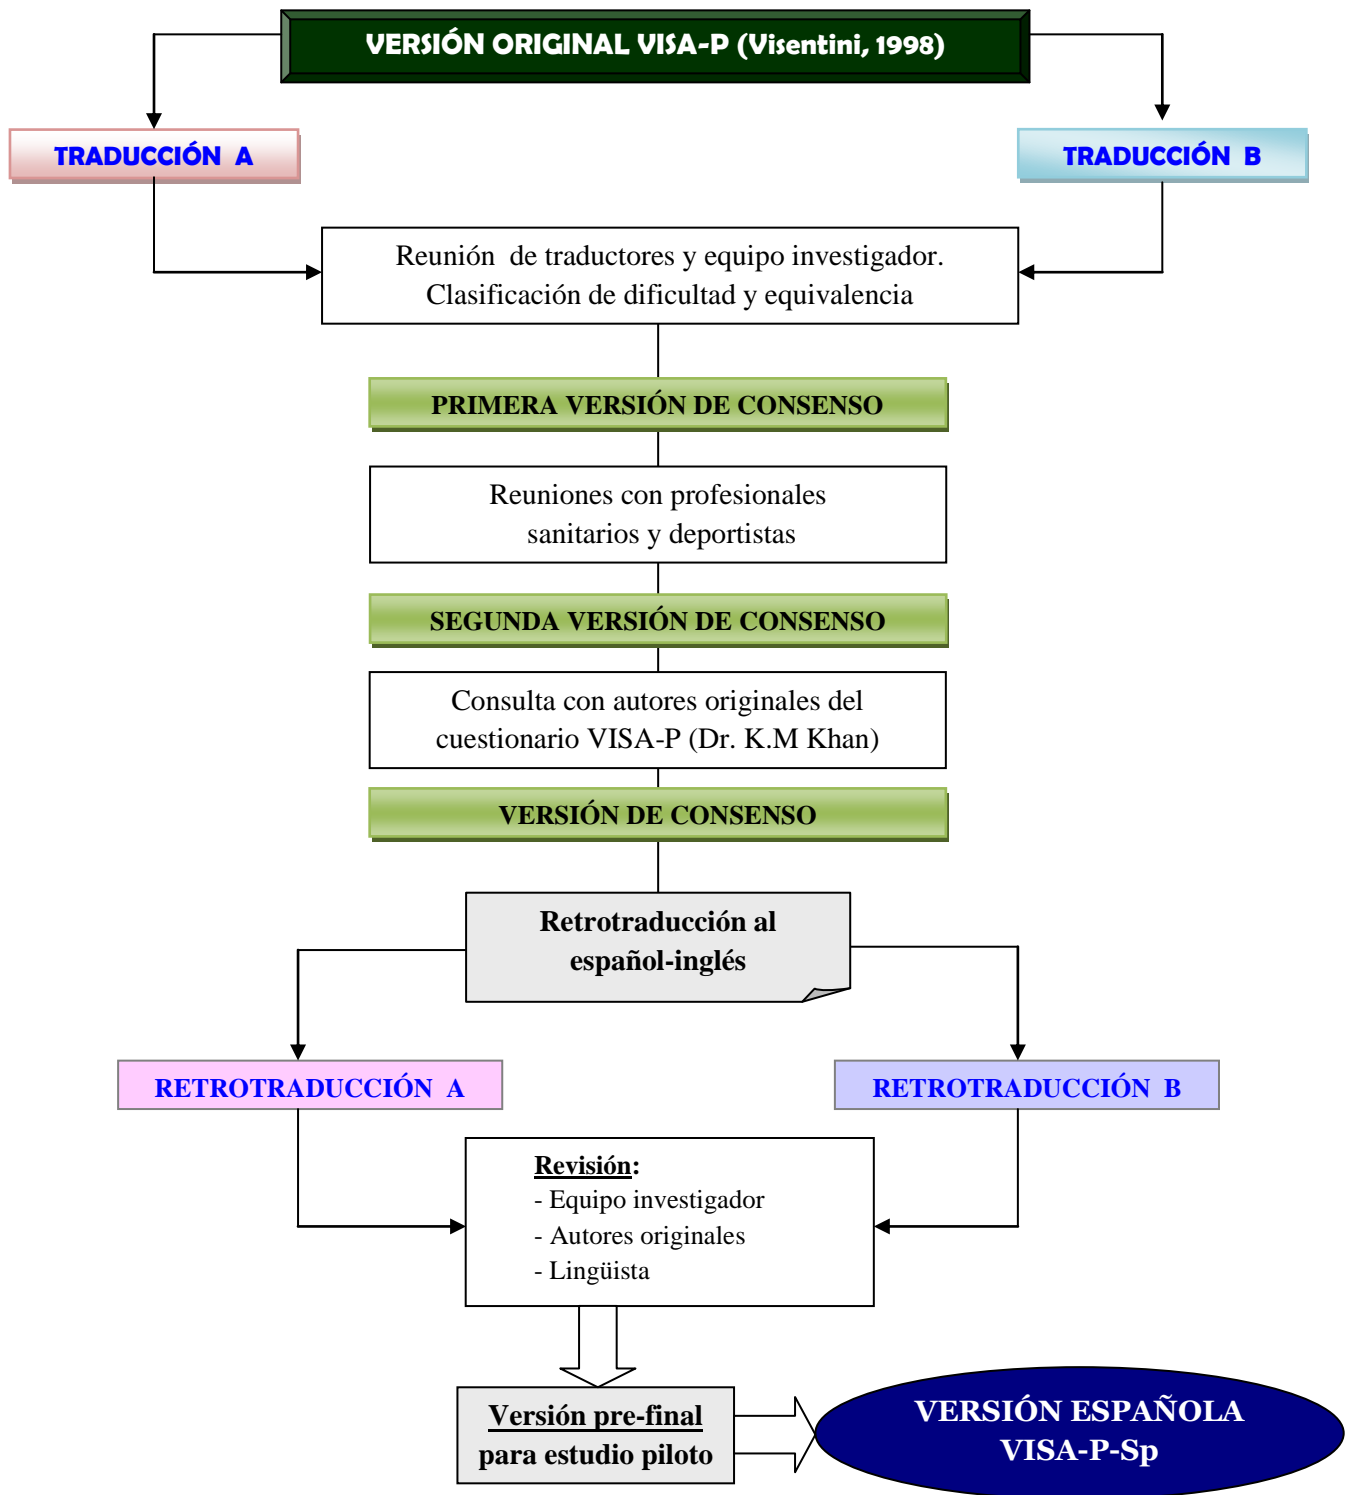 VERSIÓN ORIGINAL VISA-P (Visentini, 1998)
TRADUCCIÓN A
TRADUCCIÓN B
Reunión de traductores y equipo investigador.
Clasificación de dificultad y equivalencia
PRIMERA VERSIÓN DE CONSENSO
Reuniones con profesionales
sanitarios y deportistas
SEGUNDA VERSIÓN DE CONSENSO
Consulta con autores originales del
cuestionario VISA-P (Dr. K.M Khan)
VERSIÓN DE CONSENSO
Retrotraducción al
español-inglés
RETROTRADUCCIÓN A
RETROTRADUCCIÓN B
Revisión:
- Equipo investigador
- Autores originales
- Lingüista
Versión pre-final
para estudio piloto
VERSIÓN ESPAÑOLA
VISA-P-Sp